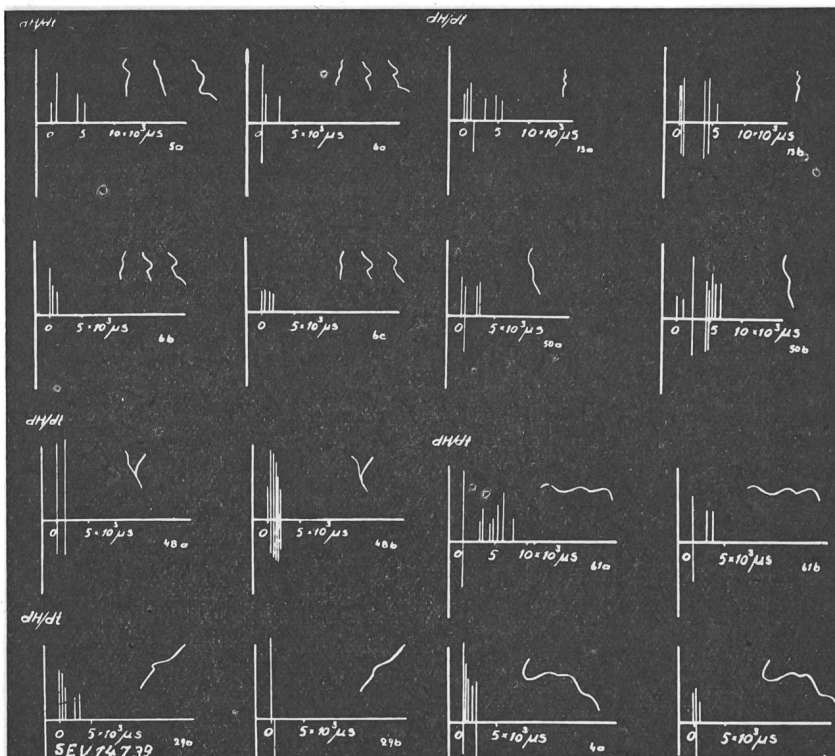 dH/dt dH/dt
0 5 10×10³µS 5a
0 5×10³µS 6a
0 5 10×10³µS 13a
0 5 10×10³µS 13b
0 5×10³µS 6b
0 5×10³µS 6c
0 5×10³µS 50a
0 5 10×10³µS 50b
dH/dt dH/dt
0 5×10³µS 48a
0 5×10³µS 48b
0 5 10×10³µS 61a
0 5×10³µS 61b
dH/dt
0 5×10³µS 29a
0 5×10³µS 29b
0 5×10³µS 4a
0 5×10³µS
SEV 14739